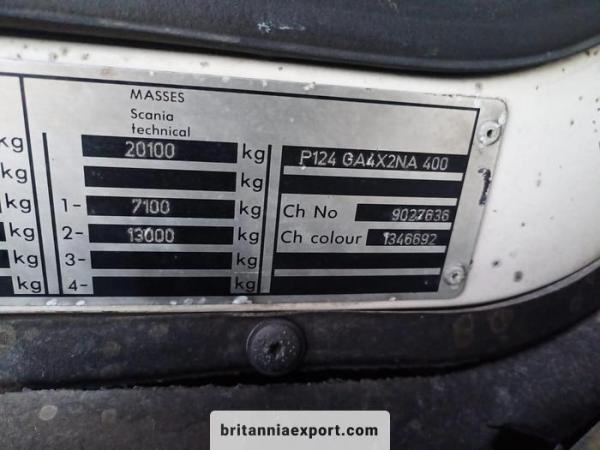 MASSES
Scania
technical
kg 20100 kg P124 GA4X2NA 400
kg kg
kg 1- 7100 kg Ch No 9027636
kg 2- 13000 kg Ch colour 1346692
kg 3- kg
kg 4- kg
britanniaexport.com